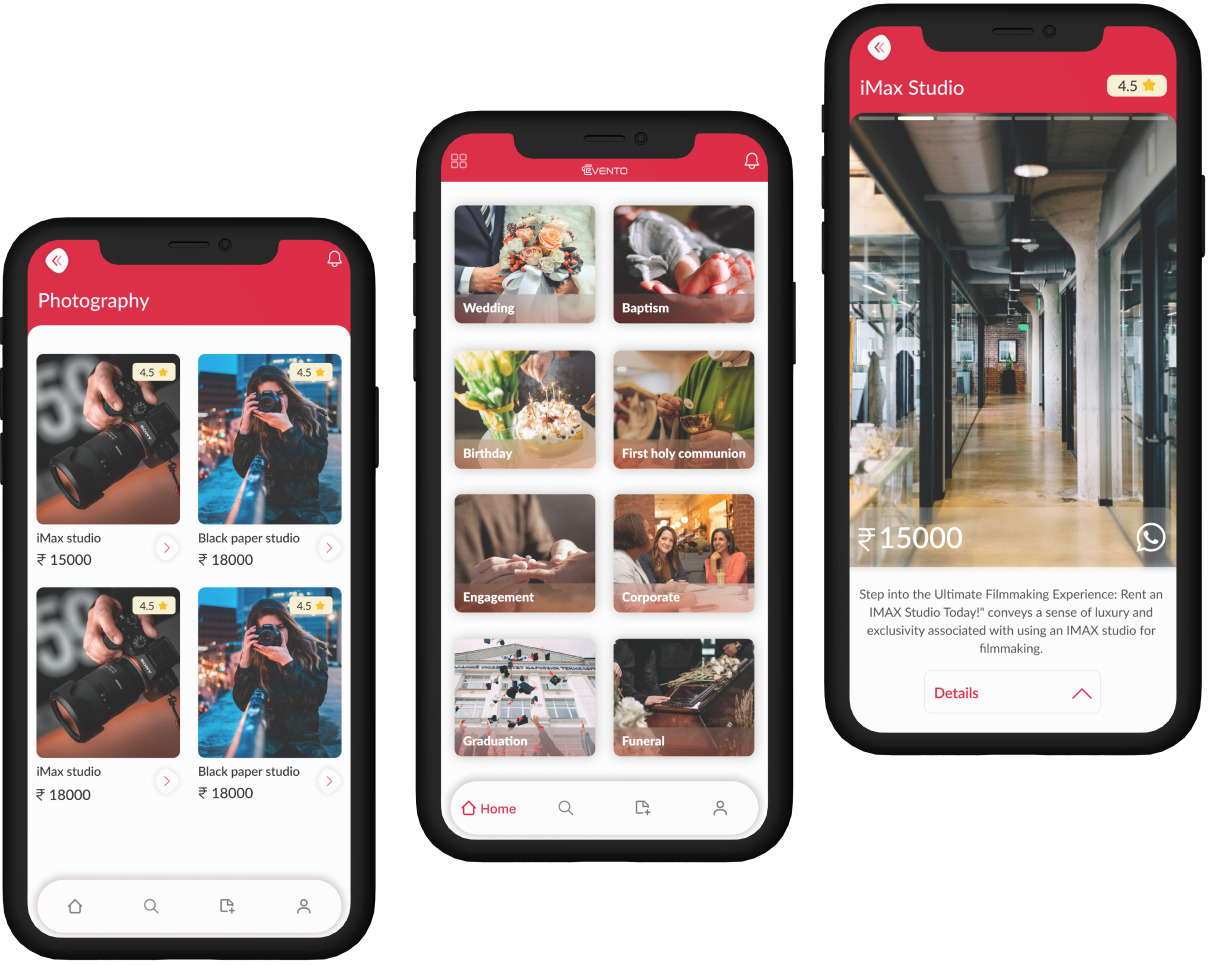 Photography
4.5
4.5
iMax studio
₹ 15000
Black paper studio
₹ 18000
4.5
4.5
iMax studio
₹ 18000
Black paper studio
₹ 18000
EVENTO
Wedding
Baptism
Birthday
First holy communion
Engagement
Corporate
Graduation
Funeral
Home
iMax Studio
4.5
₹ 15000
Step into the Ultimate Filmmaking Experience: Rent an
IMAX Studio Today!" conveys a sense of luxury and
exclusivity associated with using an IMAX studio for
filmmaking.
Details